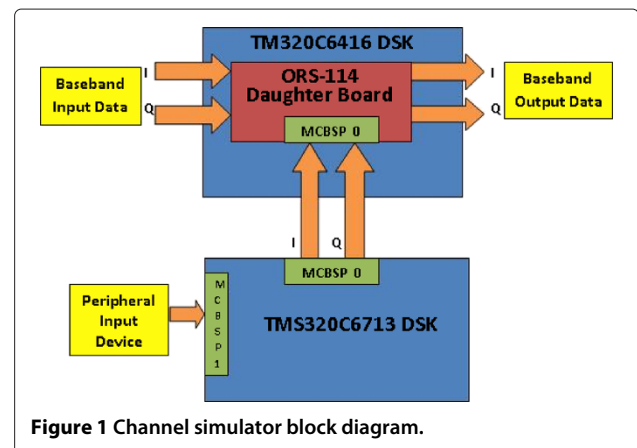 TM320C6416 DSK
Baseband
Input Data
I
Q
ORS-114
Daughter Board
MCBSP 0
I
Q
Baseband
Output Data
I
Q
MCBSP 0
Peripheral
Input
Device
M
C
B
S
P
1
TMS320C6713 DSK
Figure 1 Channel simulator block diagram.